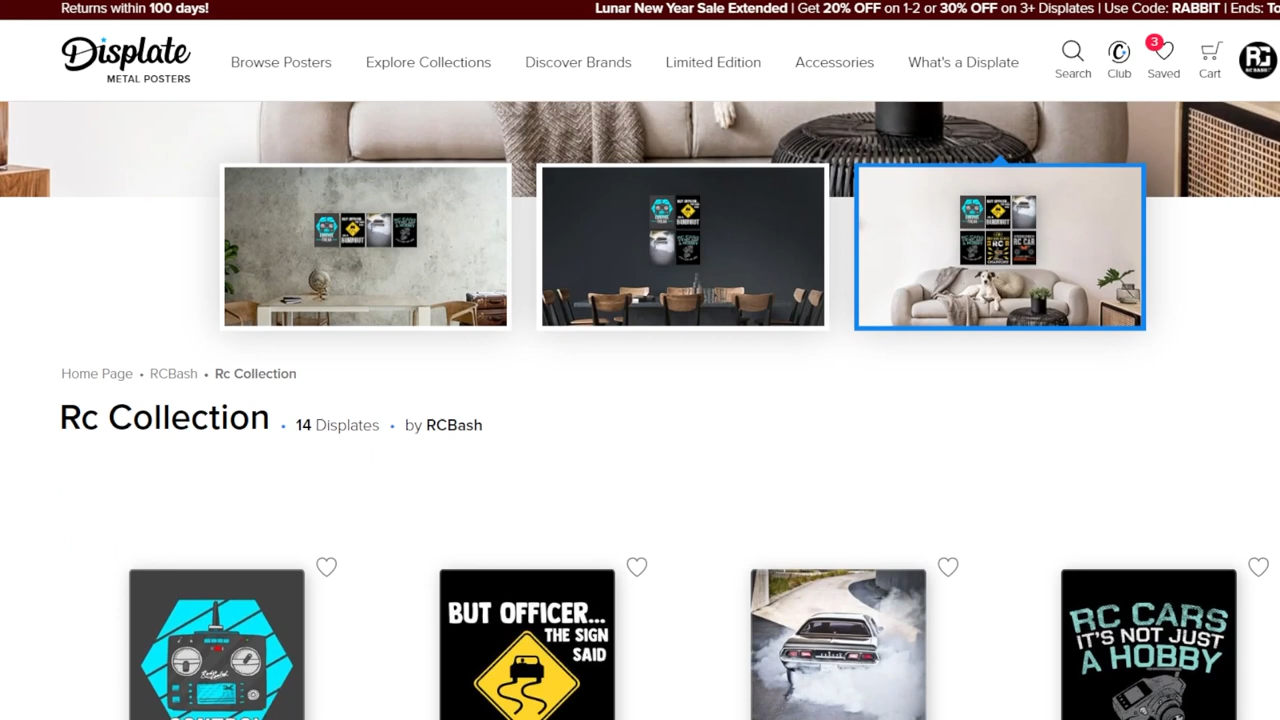 Returns within 100 days!
Lunar New Year Sale Extended | Get 20% OFF on 1-2 or 30% OFF on 3+ Displates | Use Code: RABBIT | Ends:
Displate
METAL POSTERS
Browse Posters
Explore Collections
Discover Brands
Limited Edition
Accessories
What's a Displate
Search
Club
3
Saved
Cart
Home Page • RCBash • Rc Collection
Rc Collection • 14 Displates • by RCBash
BUT OFFICER...
THE SIGN
SAID
RC CARS
IT'S NOT JUST
A HOBBY